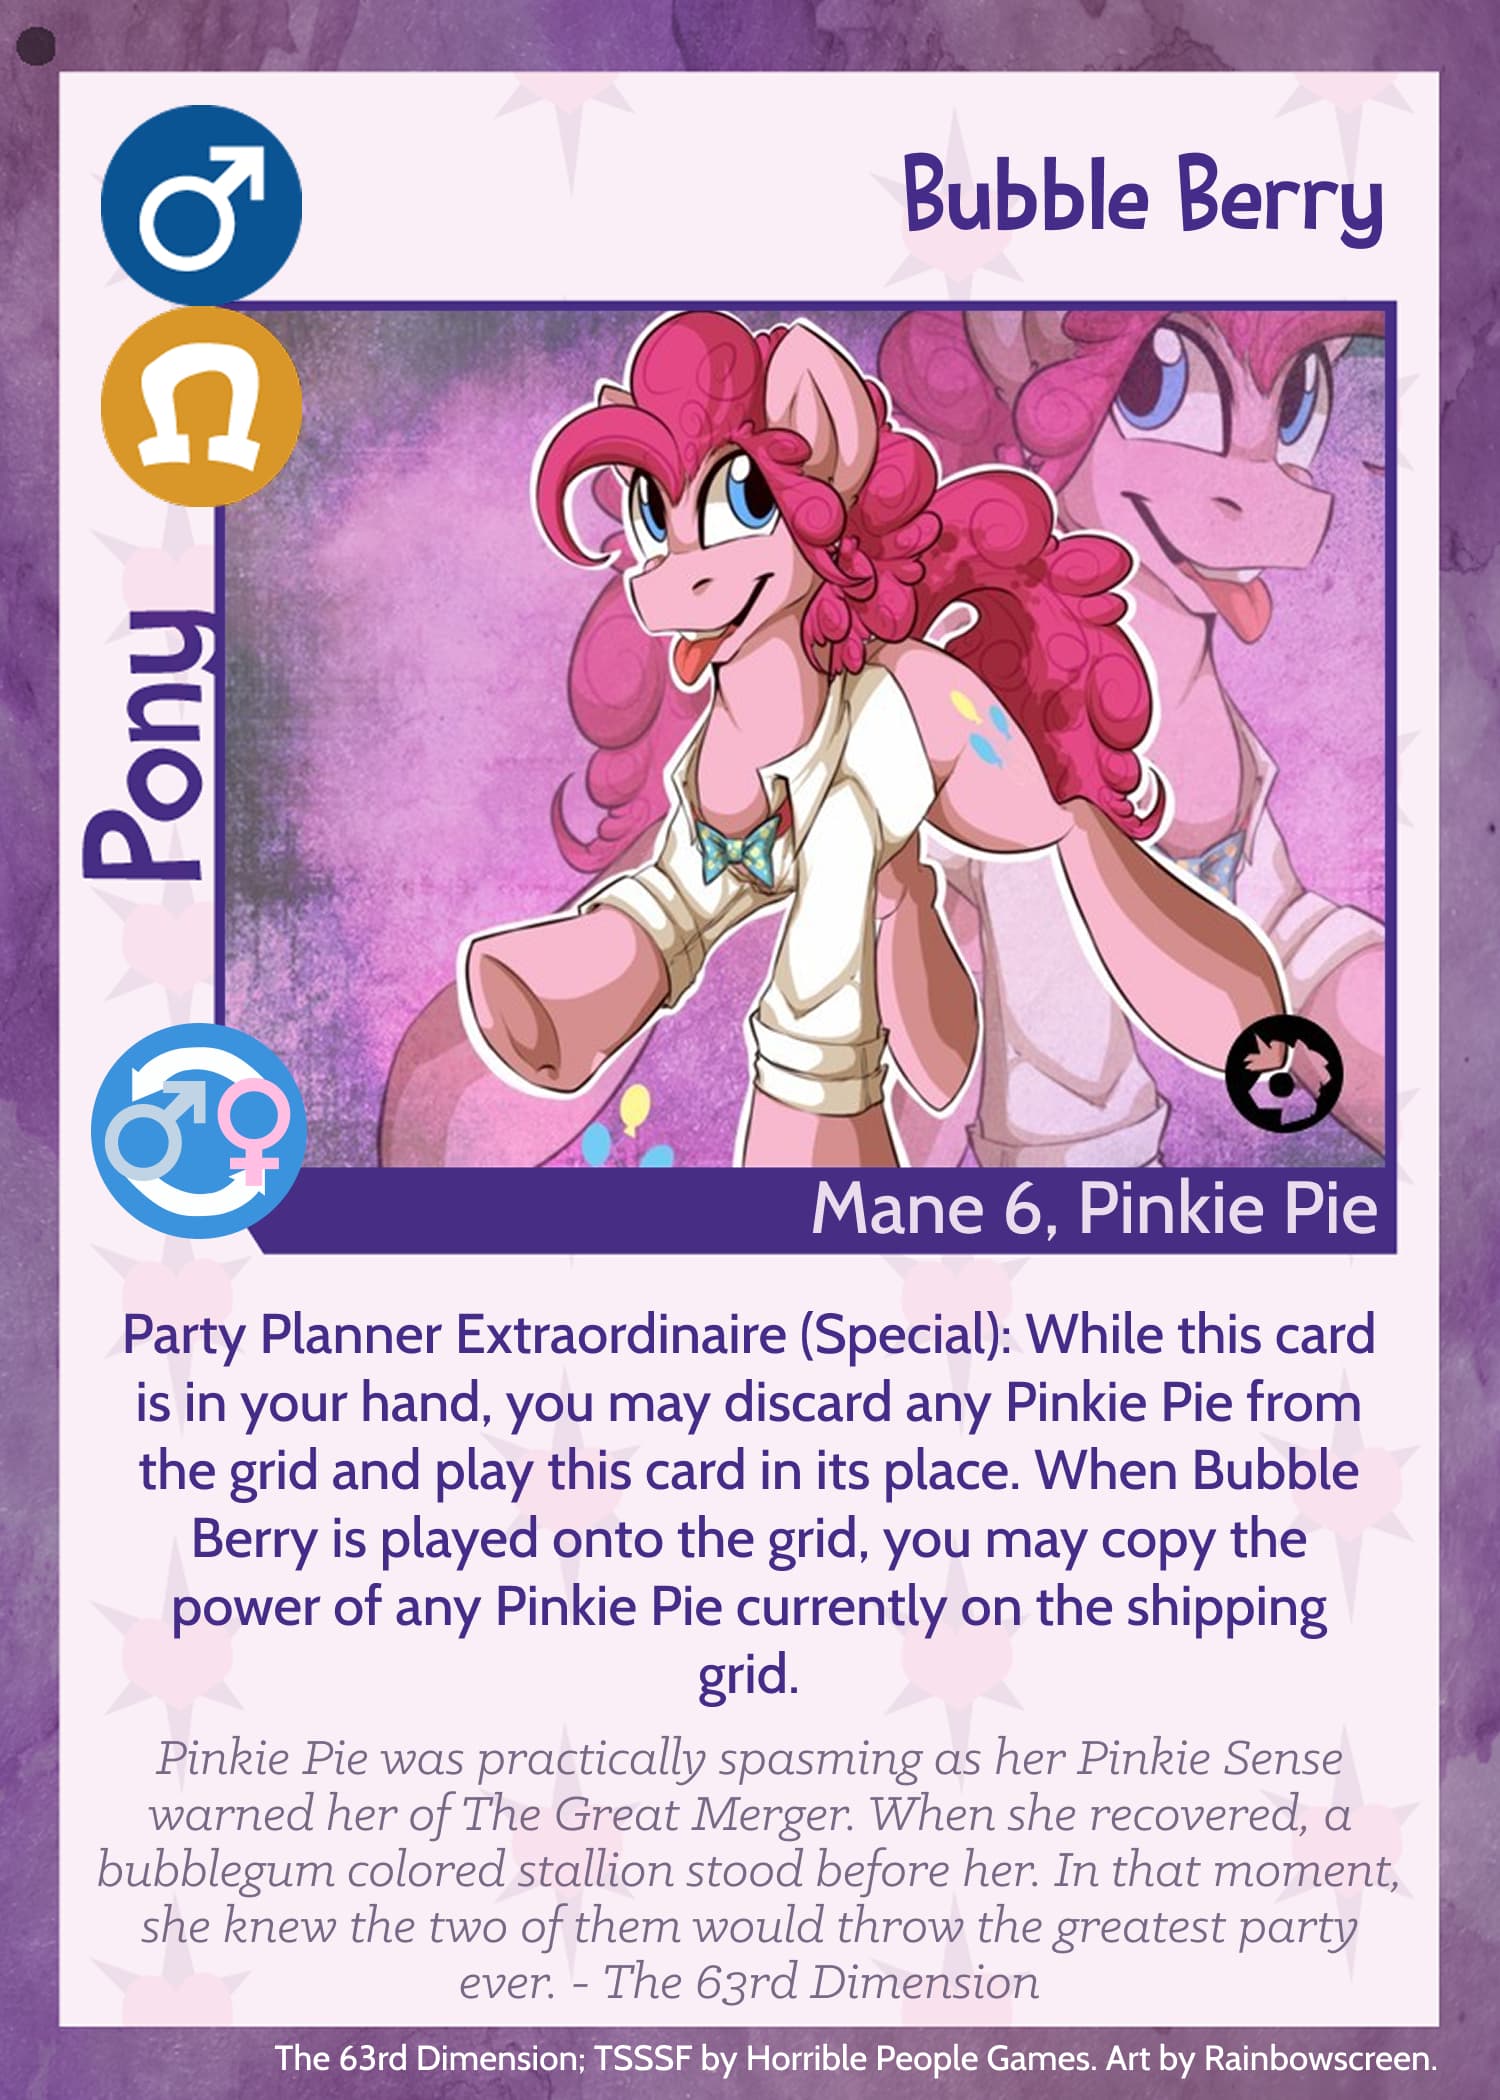 Bubble Berry
Pony
Mane 6, Pinkie Pie
Party Planner Extraordinaire (Special): While this card
is in your hand, you may discard any Pinkie Pie from
the grid and play this card in its place. When Bubble
Berry is played onto the grid, you may copy the
power of any Pinkie Pie currently on the shipping
grid.
Pinkie Pie was practically spasming as her Pinkie Sense
warned her of The Great Merger. When she recovered, a
bubblegum colored stallion stood before her. In that moment,
she knew the two of them would throw the greatest party
ever. - The 63rd Dimension
The 63rd Dimension; TSSSF by Horrible People Games. Art by Rainbowscreen.